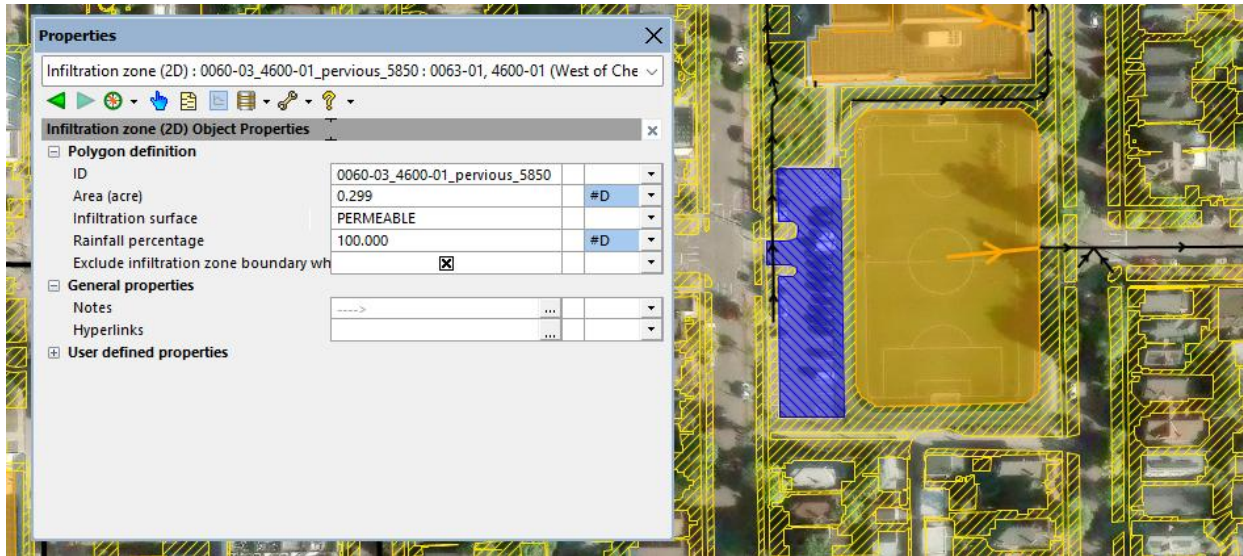 Properties
Infiltration zone (2D) : 0060-03_4600-01_pervious_5850 : 0063-01, 4600-01 (West of Che
Infiltration zone (2D) Object Properties
Polygon definition
ID 0060-03_4600-01_pervious_5850
Area (acre) 0.299 #D
Infiltration surface PERMEABLE
Rainfall percentage 100.000 #D
Exclude infiltration zone boundary wh
General properties
Notes ----> ...
Hyperlinks ...
User defined properties